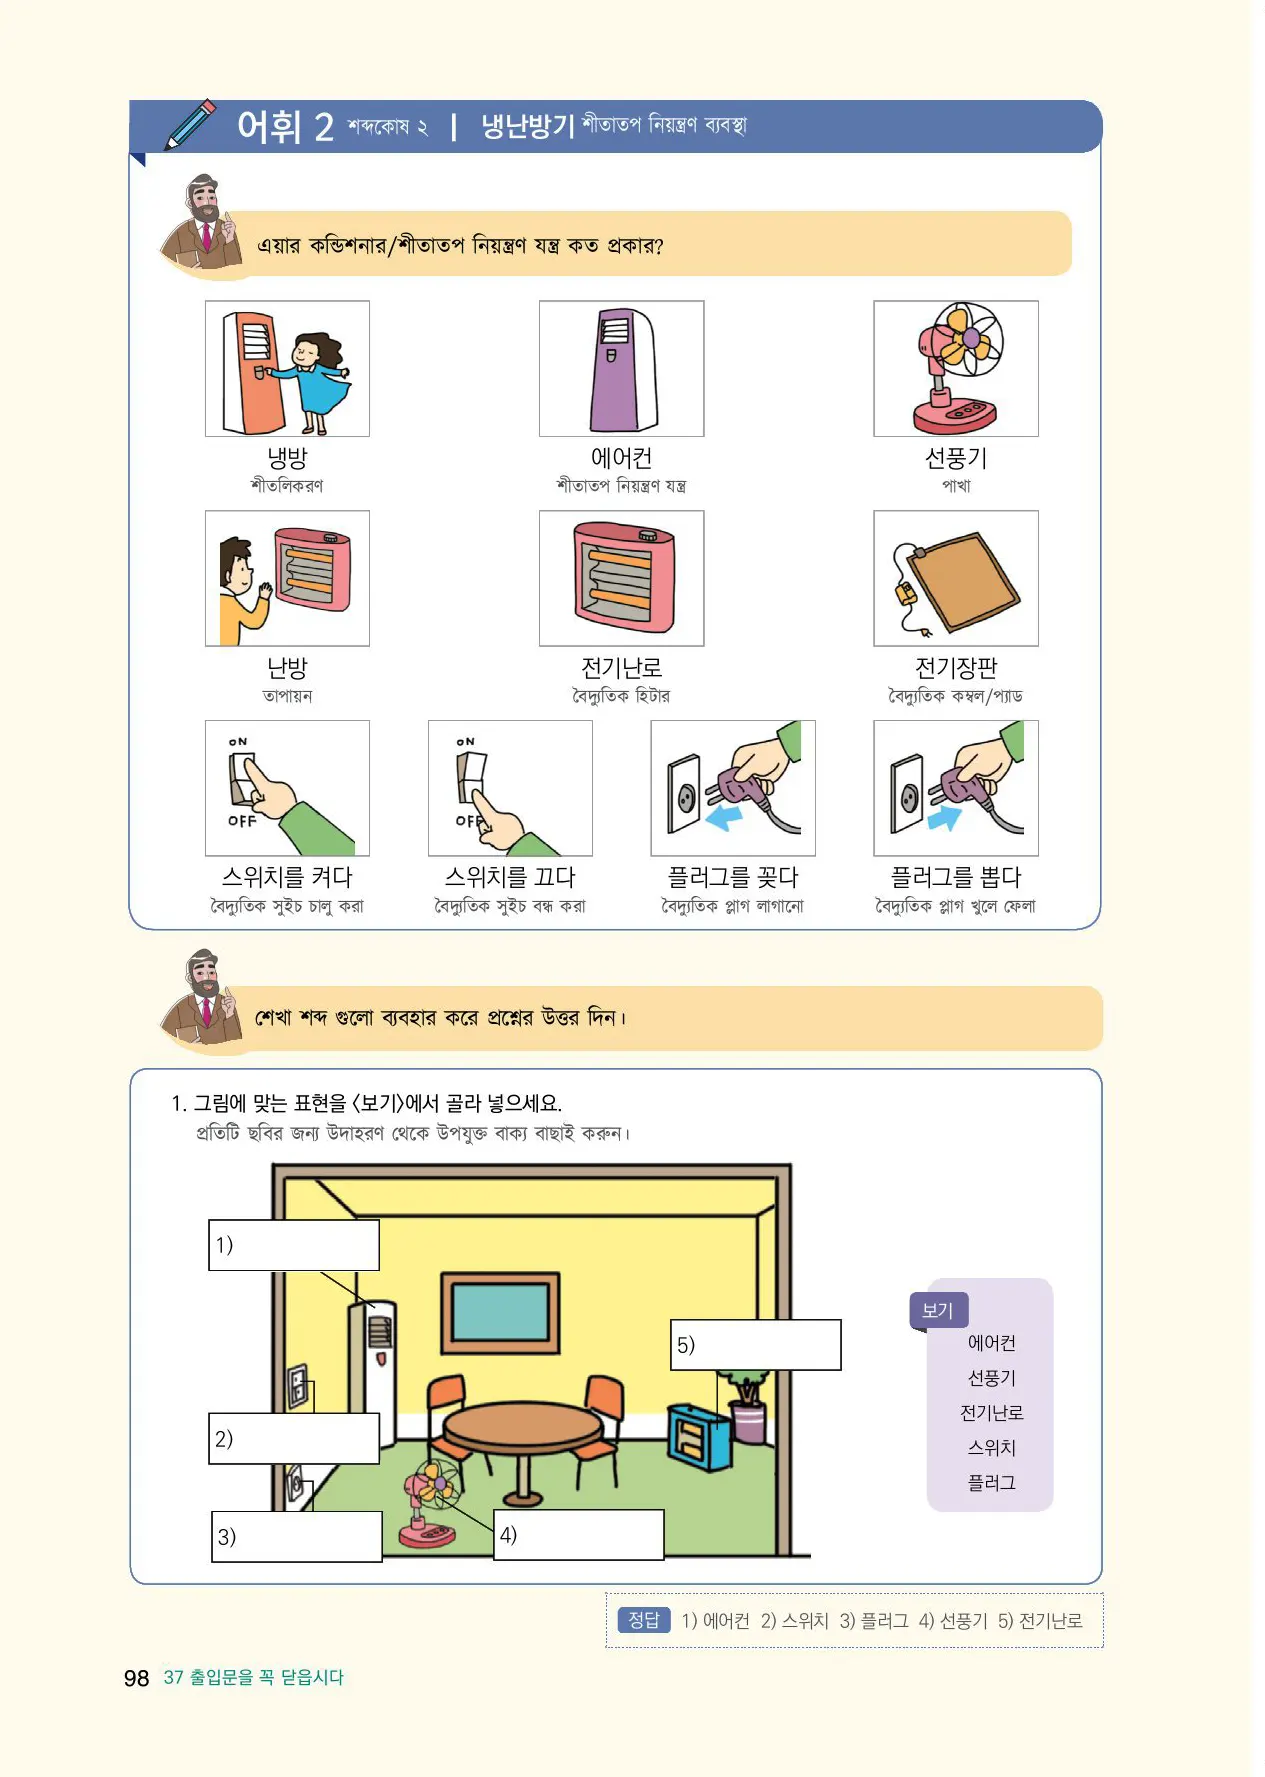 어휘 2 শব্দকোষ ২ | 냉난방기 শীতাতপ নিয়ন্ত্রণ ব্যবস্থা
এয়ার কন্ডিশনার/শীতাতপ নিয়ন্ত্রণ যন্ত্র কত প্রকার?
냉방 에어컨 선풍기
শীতলিকরণ শীতাতপ নিয়ন্ত্রণ যন্ত্র পাখা
난방 전기난로 전기장판
তাপায়ন বৈদ্যুতিক হিটার বৈদ্যুতিক কম্বল/প্যাড
ON ON
OFF OFF
스위치를 켜다 스위치를 끄다 플러그를 꽂다 플러그를 뽑다
বৈদ্যুতিক সুইচ চালু করা বৈদ্যুতিক সুইচ বন্ধ করা বৈদ্যুতিক প্লাগ লাগানো বৈদ্যুতিক প্লাগ খুলে ফেলা
শেখা শব্দ গুলো ব্যবহার করে প্রশ্নের উত্তর দিন।
1. 그림에 맞는 표현을 〈보기〉에서 골라 넣으세요.
প্রতিটি ছবির জন্য উদাহরণ থেকে উপযুক্ত বাক্য বাছাই করুন।
1)
2)
3)
4)
5)
보기
에어컨
선풍기
전기난로
스위치
플러그
정답 1) 에어컨 2) 스위치 3) 플러그 4) 선풍기 5) 전기난로
98 37 출입문을 꼭 닫읍시다